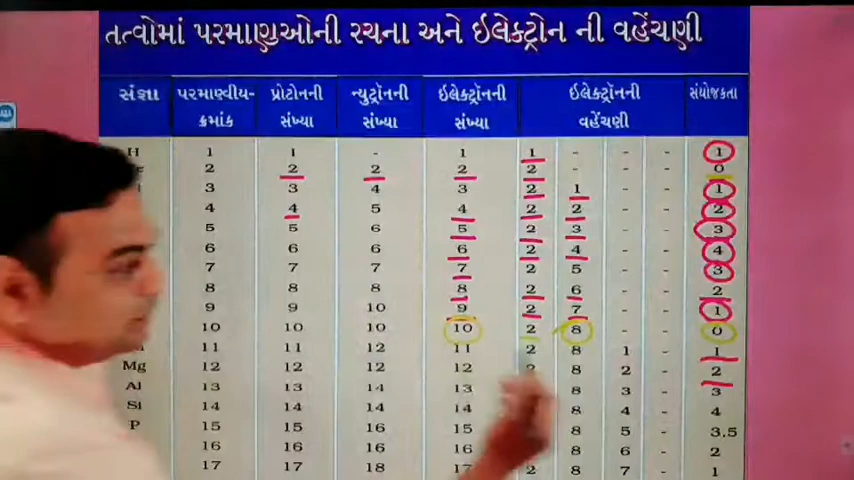 તત્વોમાં પરમાણુઓની રચના અને ઇલેક્ટ્રોન ની વહેંચણી
સંજ્ઞા પરમાણ્વીય-ક્રમાંક પ્રોટોનની સંખ્યા ન્યુટ્રૉનની સંખ્યા ઇલેક્ટ્રૉનની સંખ્યા ઇલેક્ટ્રૉનની વહેંચણી સંયોજકતા
H 1 1 - 1 1 - - - 1
2 2 2 2 2 - - - 0
3 3 4 3 2 1 - - 1
4 4 5 4 2 2 - - 2
5 5 6 5 2 3 - - 3
6 6 6 6 2 4 - - 4
7 7 7 7 2 5 - - 3
8 8 8 8 2 6 - - 2
9 9 10 9 2 7 - - 1
10 10 10 10 2 8 - - 0
11 11 12 11 2 8 1 - 1
Mg 12 12 12 12 2 8 2 - 2
Al 13 13 14 13 8 3 - 3
Si 14 14 14 14 8 4 - 4
P 15 15 16 15 8 5 - 3.5
16 16 16 16 8 6 - 2
17 17 18 17 2 8 7 - 1